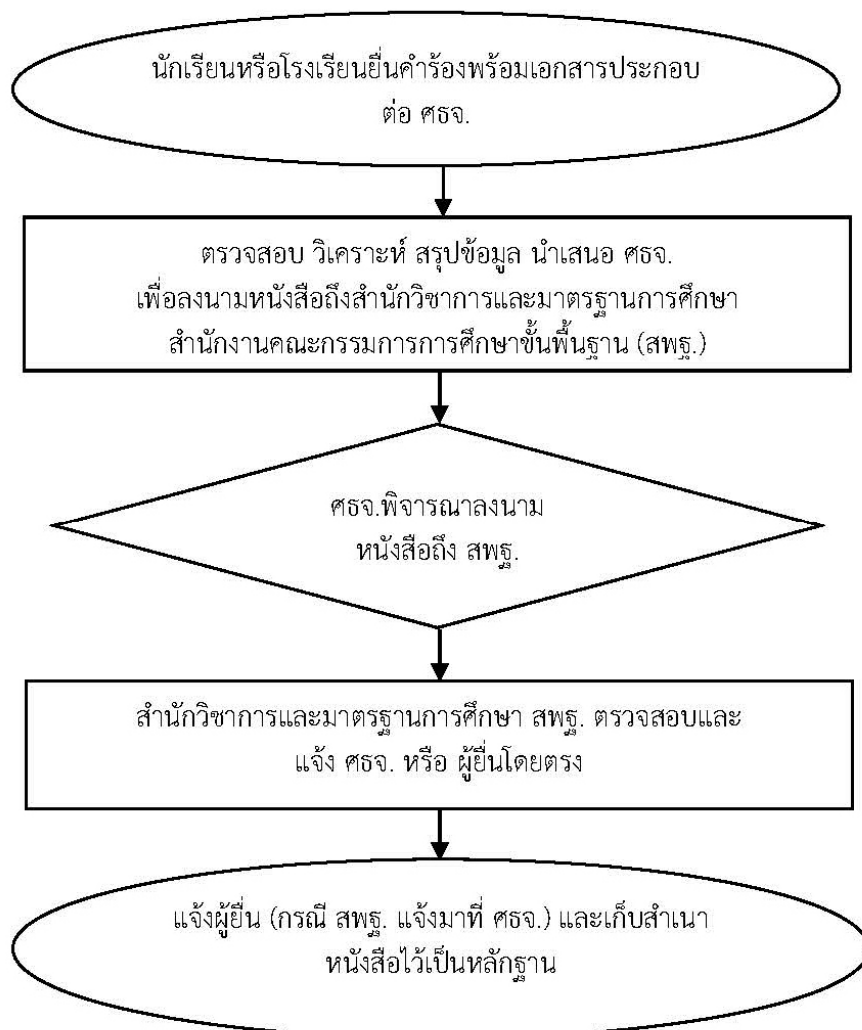 นักเรียนหรือโรงเรียนยื่นคำร้องพร้อมเอกสารประกอบ
ต่อ ศธจ.
ตรวจสอบ วิเคราะห์ สรุปข้อมูล นำเสนอ ศธจ.
เพื่อลงนามหนังสือถึงสำนักวิชาการและมาตรฐานการศึกษา
สำนักงานคณะกรรมการการศึกษาขั้นพื้นฐาน (สพฐ.)
ศธจ.พิจารณาลงนาม
หนังสือถึง สพฐ.
สำนักวิชาการและมาตรฐานการศึกษา สพฐ. ตรวจสอบและ
แจ้ง ศธจ. หรือ ผู้ยื่นโดยตรง
แจ้งผู้ยื่น (กรณี สพฐ. แจ้งมาที่ ศธจ.) และเก็บสำเนา
หนังสือไว้เป็นหลักฐาน